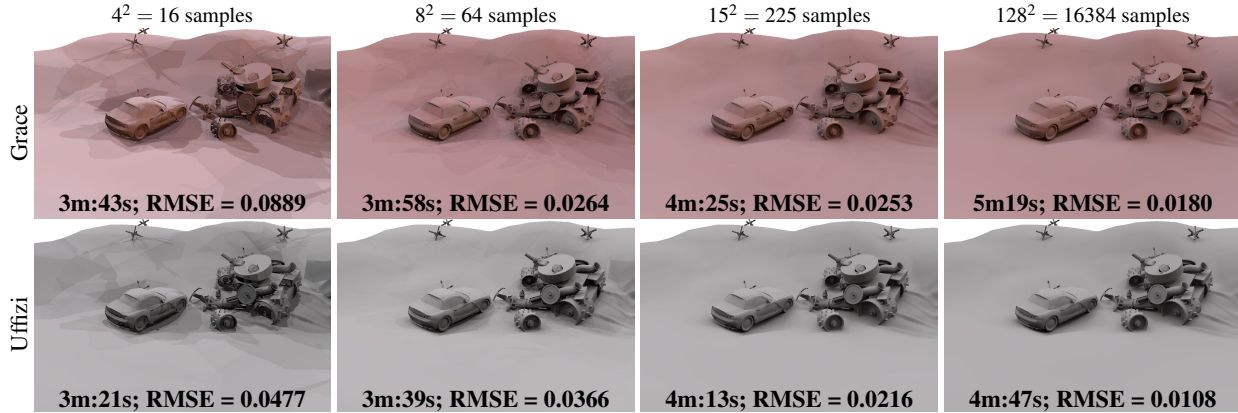 4² = 16 samples
8² = 64 samples
15² = 225 samples
128² = 16384 samples
Grace
3m:43s; RMSE = 0.0889
3m:58s; RMSE = 0.0264
4m:25s; RMSE = 0.0253
5m19s; RMSE = 0.0180
Uffizi
3m:21s; RMSE = 0.0477
3m:39s; RMSE = 0.0366
4m:13s; RMSE = 0.0216
4m:47s; RMSE = 0.0108